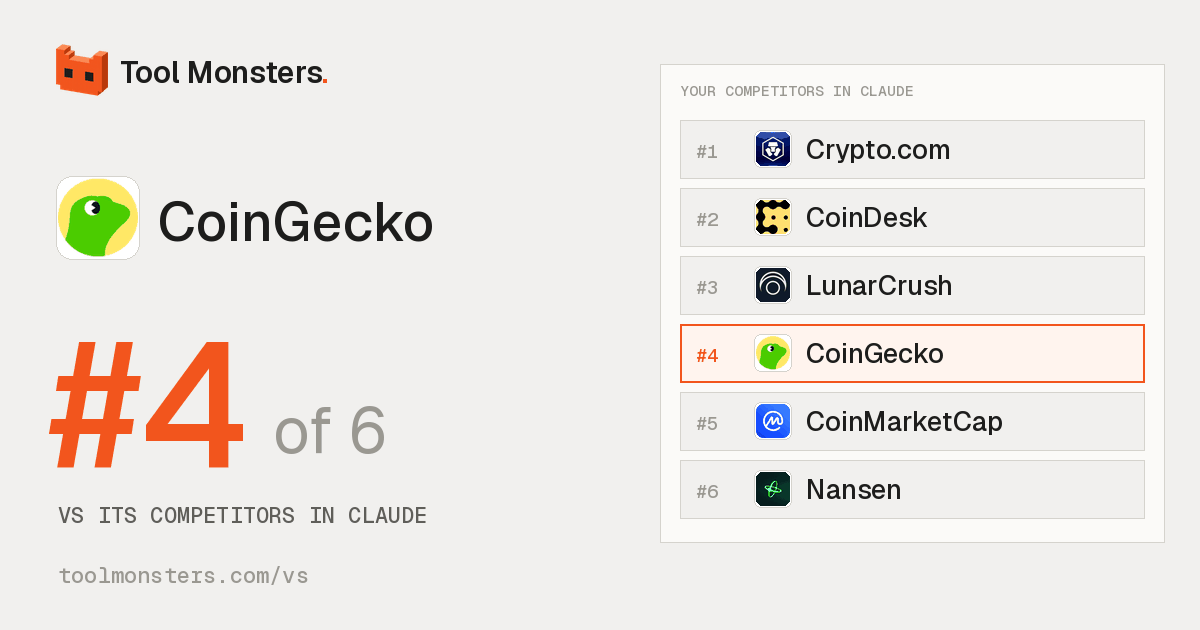 Tool Monsters.
CoinGecko
#4 of 6
VS ITS COMPETITORS IN CLAUDE
toolmonsters.com/vs
YOUR COMPETITORS IN CLAUDE
#1 Crypto.com
#2 CoinDesk
#3 LunarCrush
#4 CoinGecko
#5 CoinMarketCap
#6 Nansen